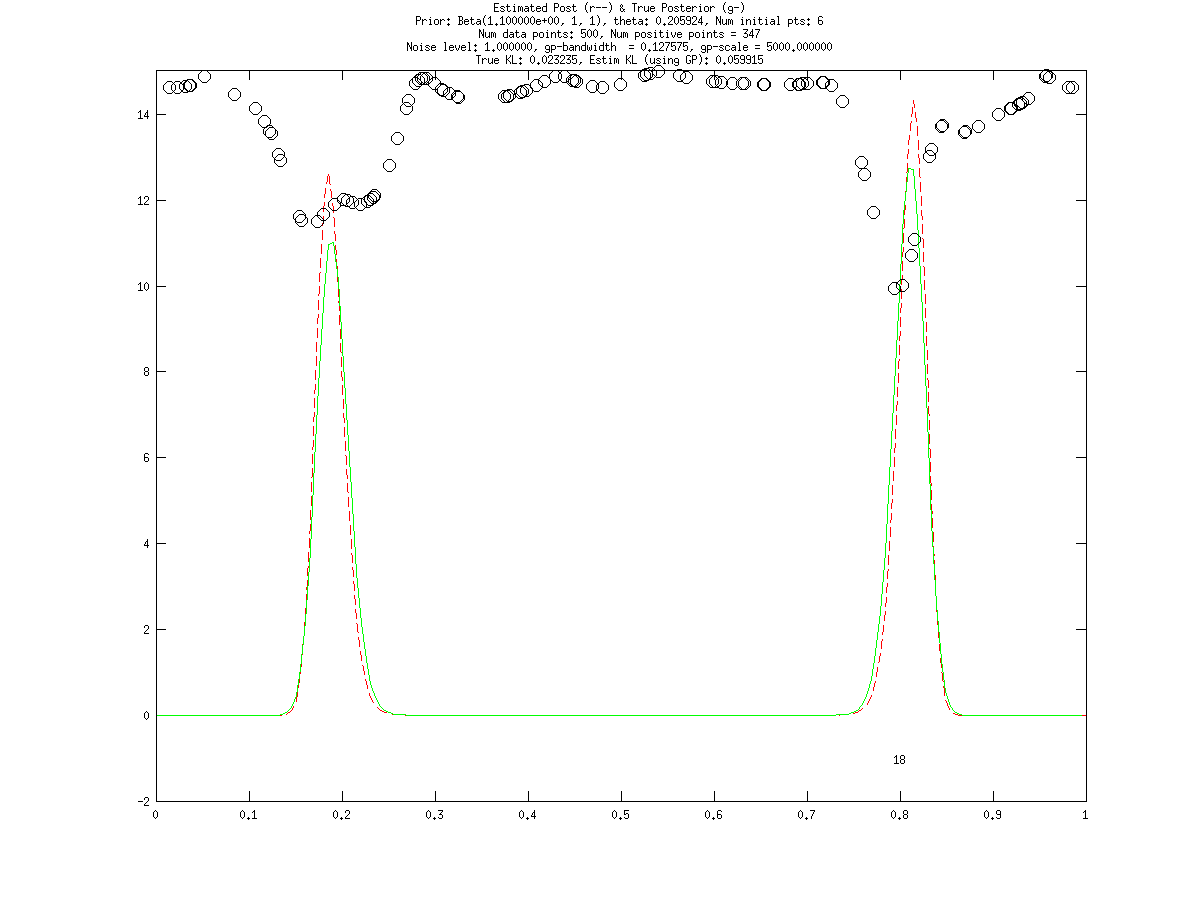 Estimated Post (r--) & True Posterior (g-)
Prior: Beta(1.100000e+00, 1, 1), theta: 0.205924, Num initial pts: 6
Num data points: 500, Num positive points = 347
Noise level: 1.000000, gp-bandwidth  = 0.127575, gp-scale = 5000.000000
True KL: 0.023235, Estim KL (using GP): 0.059915
14
12
10
8
6
4
2
0
18
-2
0 0.1 0.2 0.3 0.4 0.5 0.6 0.7 0.8 0.9 1